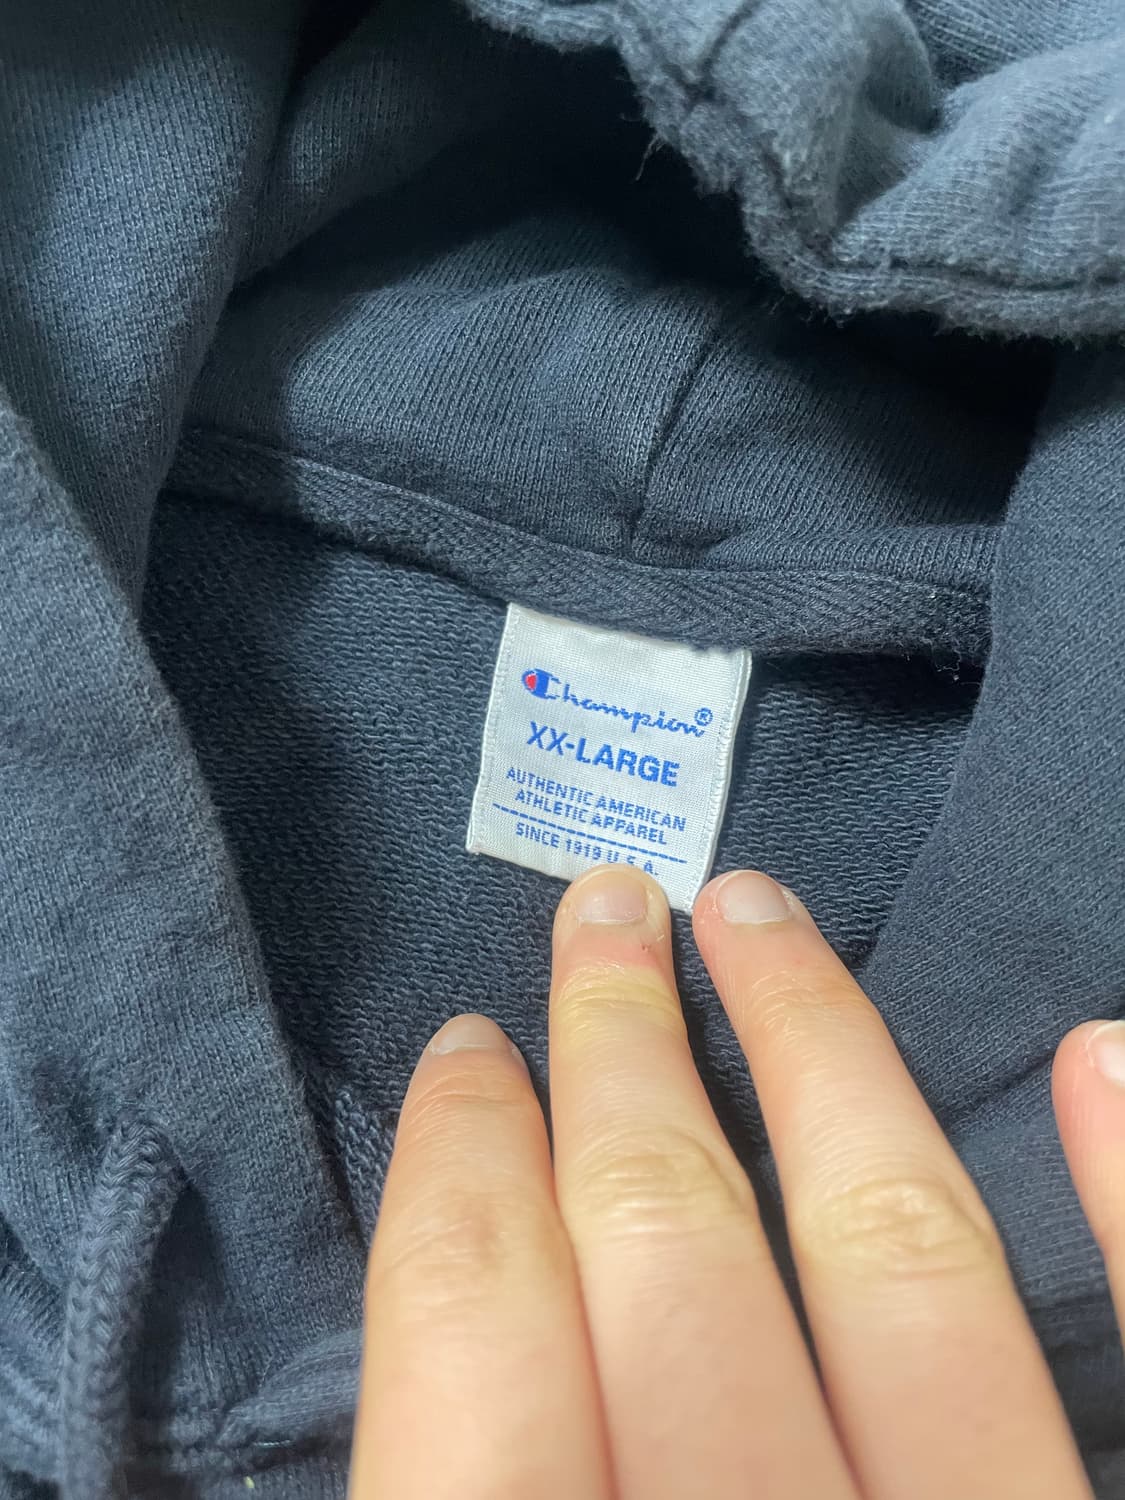 Champion®
XX-LARGE
AUTHENTIC AMERICAN
ATHLETIC APPAREL
SINCE 1919 U.S.A.